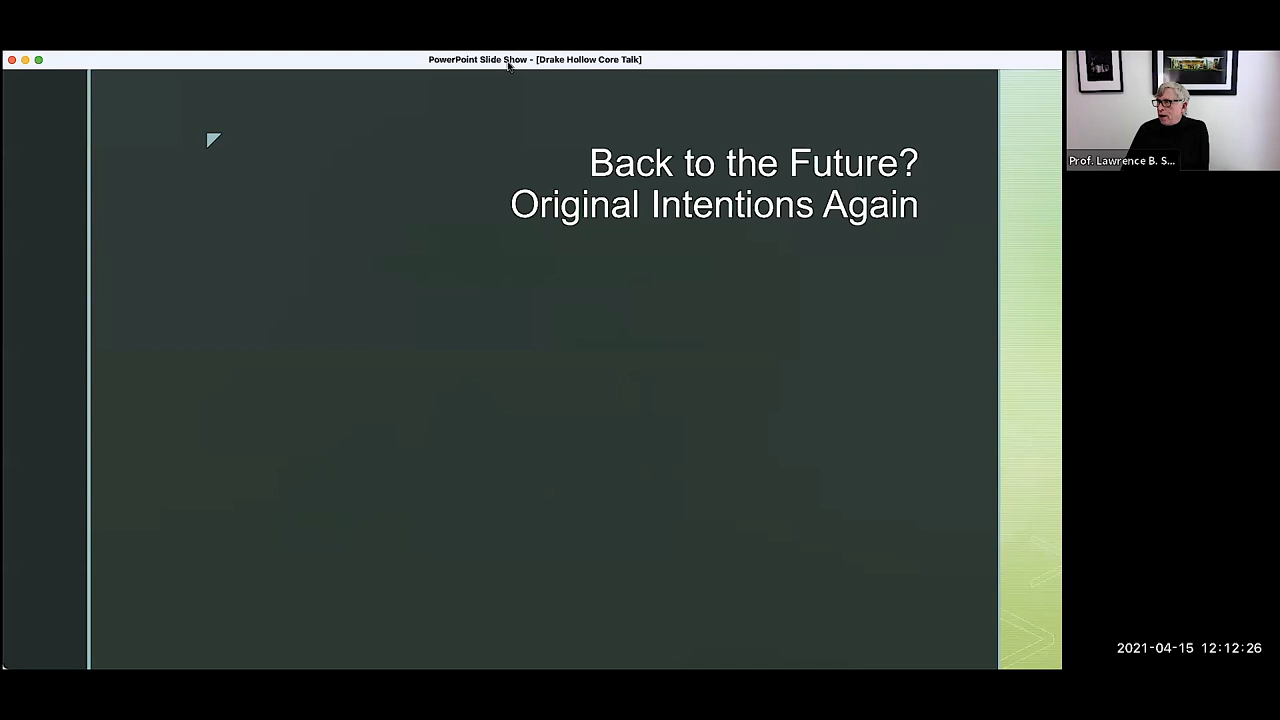 PowerPoint Slide Show - [Drake Hollow Core Talk]
Back to the Future?
Original Intentions Again
Prof. Lawrence B. S...
2021-04-15 12:12:26